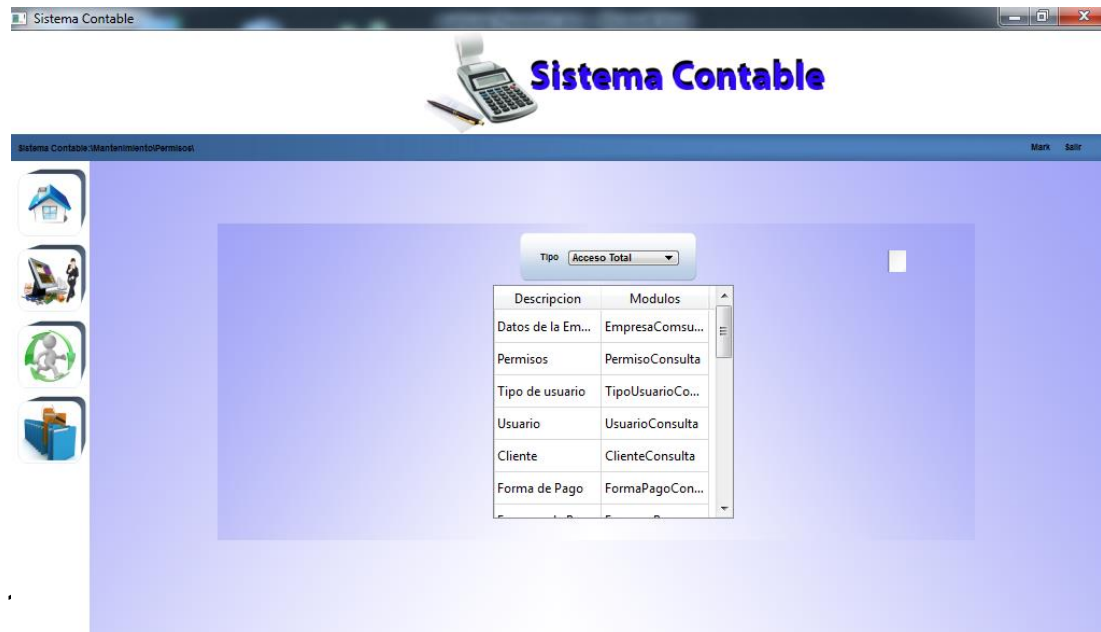 Sistema Contable
Sistema Contable
Sistema Contable:\Mantenimiento\Permisos\ Mark Salir
Tipo Acceso Total
Descripcion Modulos
Datos de la Em... EmpresaComsu...
Permisos PermisoConsulta
Tipo de usuario TipoUsuarioCo...
Usuario UsuarioConsulta
Cliente ClienteConsulta
Forma de Pago FormaPagoCon...